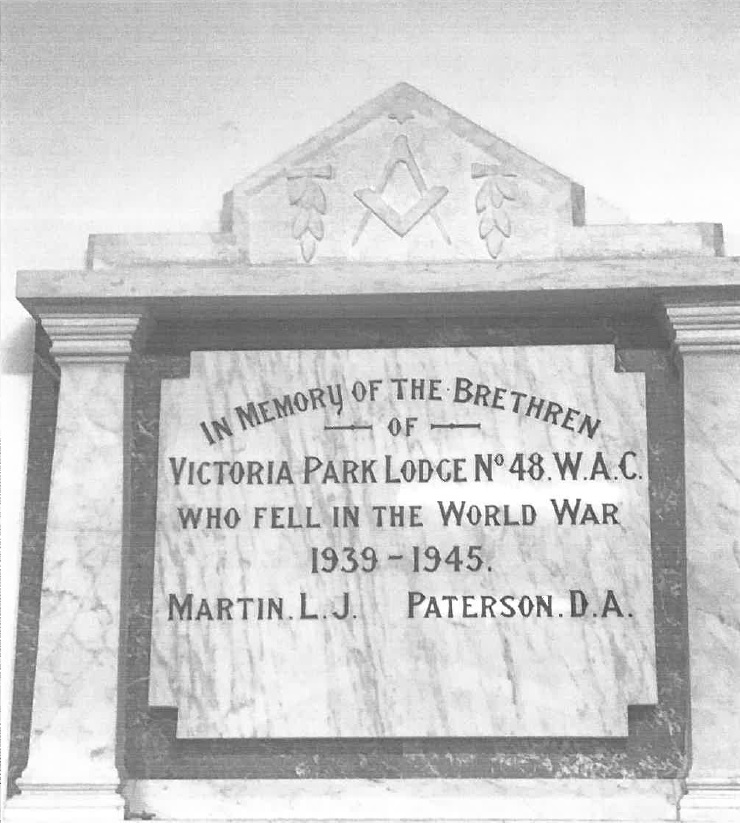 IN MEMORY OF THE BRETHREN
OF
VICTORIA PARK LODGE Nº 48. W.A.C.
WHO FELL IN THE WORLD WAR
1939-1945.
MARTIN. L. J. PATERSON. D. A.